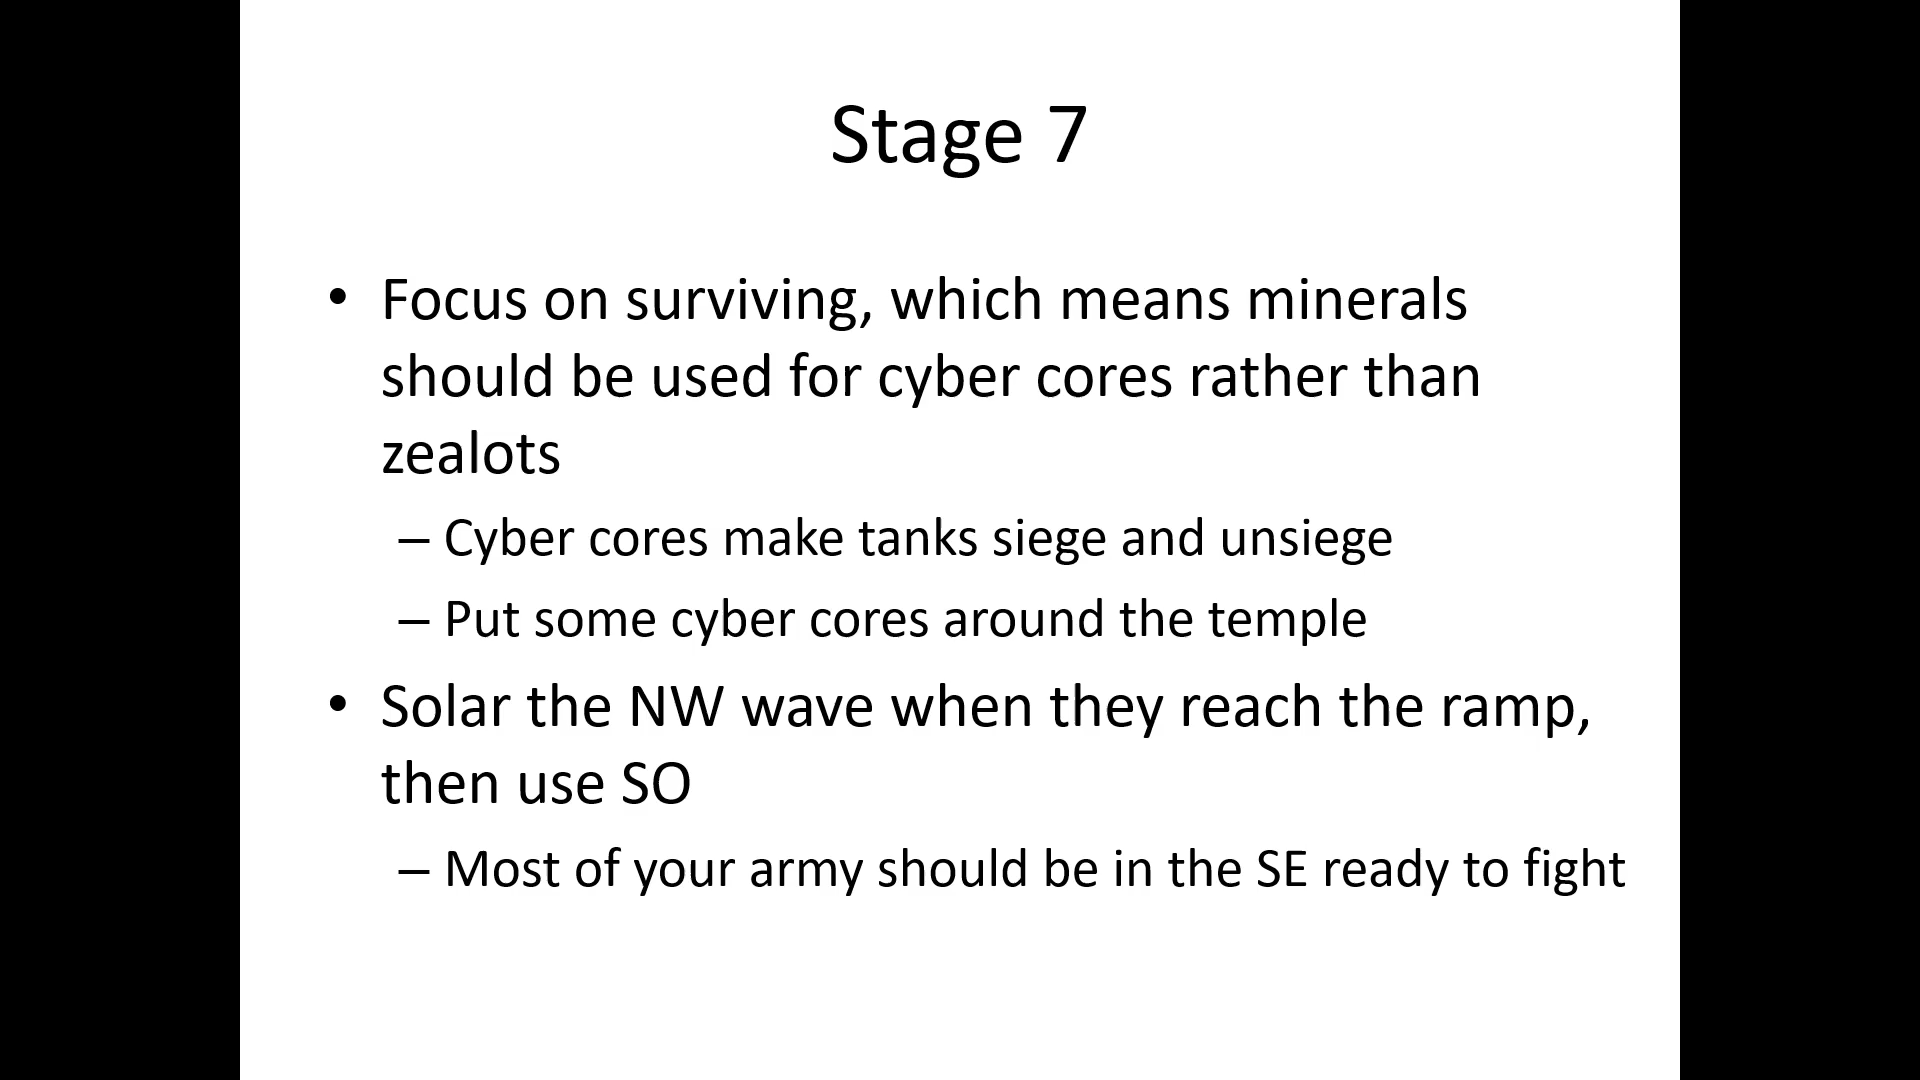 Stage 7
• Focus on surviving, which means minerals
should be used for cyber cores rather than
zealots
– Cyber cores make tanks siege and unsiege
– Put some cyber cores around the temple
• Solar the NW wave when they reach the ramp,
then use SO
– Most of your army should be in the SE ready to fight